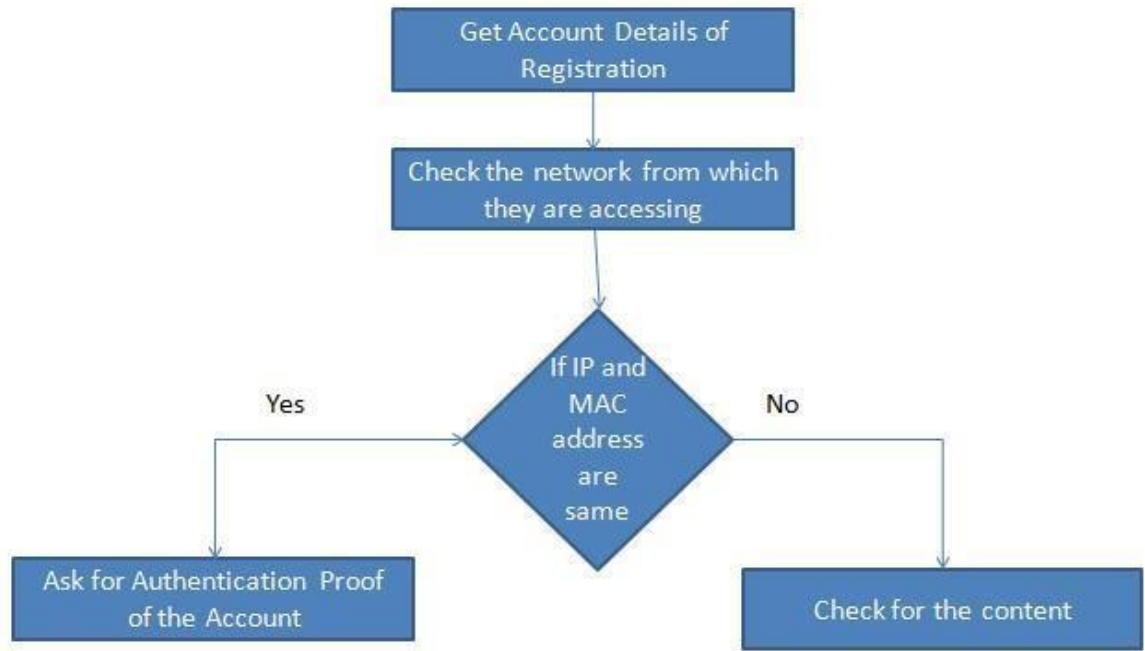 Get Account Details of
Registration
Check the network from which
they are accessing
If IP and
MAC
address
are
same
Yes
No
Ask for Authentication Proof
of the Account
Check for the content